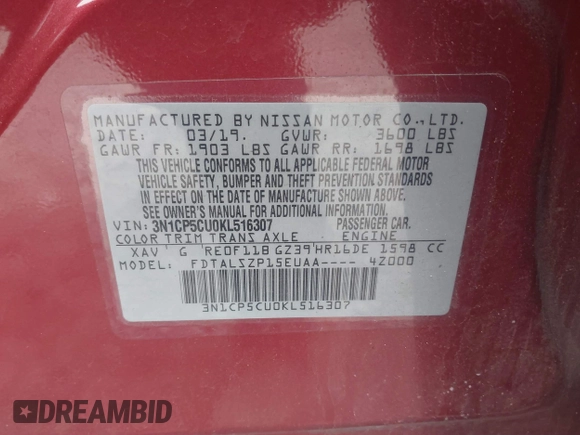 MANUFACTURED BY NISSAN MOTOR CO., LTD.
DATE: 03/19. GVWR: 3600 LBS
GAWR FR: 1903 LBS GAWR RR: 1698 LBS
THIS VEHICLE CONFORMS TO ALL APPLICABLE FEDERAL MOTOR
VEHICLE SAFETY, BUMPER AND THEFT PREVENTION STANDARDS
IN EFFECT ON THE DATE OF MANUFACTURE SHOWN ABOVE.
SEE OWNER'S MANUAL FOR ADDITIONAL INFORMATION.
VIN: 3N1CP5CU0KL516307 PASSENGER CAR.
COLOR TRIM TRANS AXLE ENGINE
XAV G RE0F11B GZ39 HR16DE 1598 CC
MODEL: FDTALSZP15EUAA---- 4Z000
3N1CP5CU0KL516307
DREAMBID